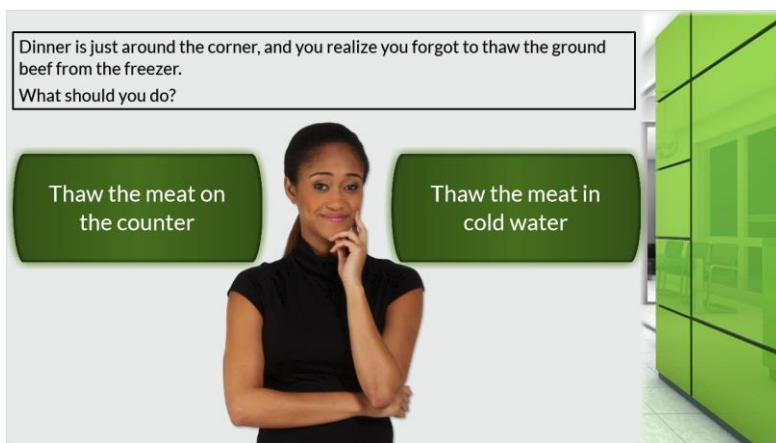 Dinner is just around the corner, and you realize you forgot to thaw the ground
beef from the freezer.
What should you do?
Thaw the meat on
the counter
Thaw the meat in
cold water